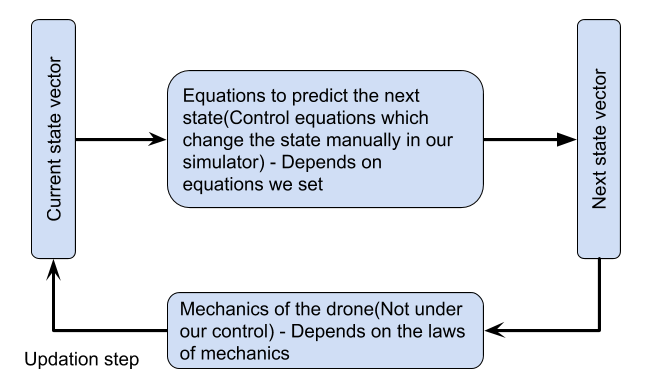 Current state vector
Equations to predict the next
state(Control equations which
change the state manually in our
simulator) - Depends on
equations we set
Next state vector
Mechanics of the drone(Not under
our control) - Depends on the laws
of mechanics
Updation step